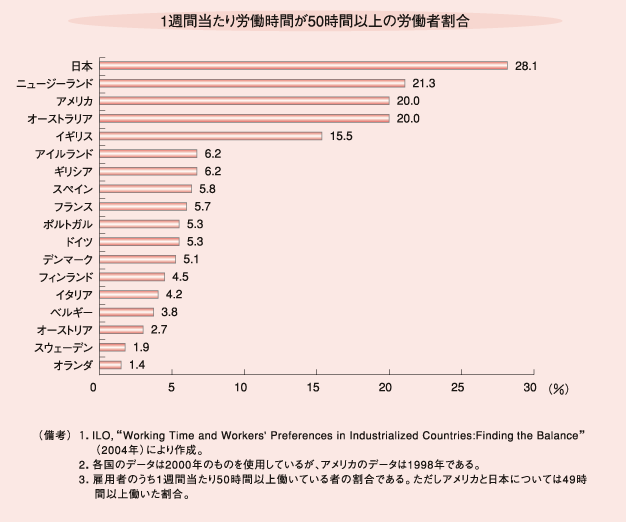 1週間当たり労働時間が50時間以上の労働者割合
日本 28.1
ニュージーランド 21.3
アメリカ 20.0
オーストラリア 20.0
イギリス 15.5
アイルランド 6.2
ギリシア 6.2
スペイン 5.8
フランス 5.7
ポルトガル 5.3
ドイツ 5.3
デンマーク 5.1
フィンランド 4.5
イタリア 4.2
ベルギー 3.8
オーストリア 2.7
スウェーデン 1.9
オランダ 1.4
0 5 10 15 20 25 30 (%)
(備考) 1. ILO, “Working Time and Workers' Preferences in Industrialized Countries:Finding the Balance”
(2004年)により作成。
2. 各国のデータは2000年のものを使用しているが、アメリカのデータは1998年である。
3. 雇用者のうち1週間当たり50時間以上働いている者の割合である。ただしアメリカと日本については49時
間以上働いた割合。